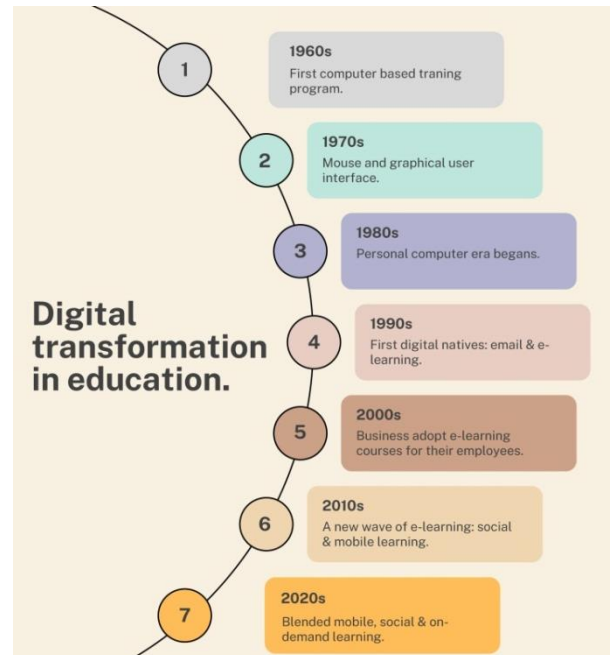 1
1960s
First computer based traning
program.
2
1970s
Mouse and graphical user
interface.
3
1980s
Personal computer era begans.
Digital
transformation
in education.
4
1990s
First digital natives: email & e-
learning.
5
2000s
Business adopt e-learning
courses for their employees.
6
2010s
A new wave of e-learning: social
& mobile learning.
7
2020s
Blended mobile, social & on-
demand learning.